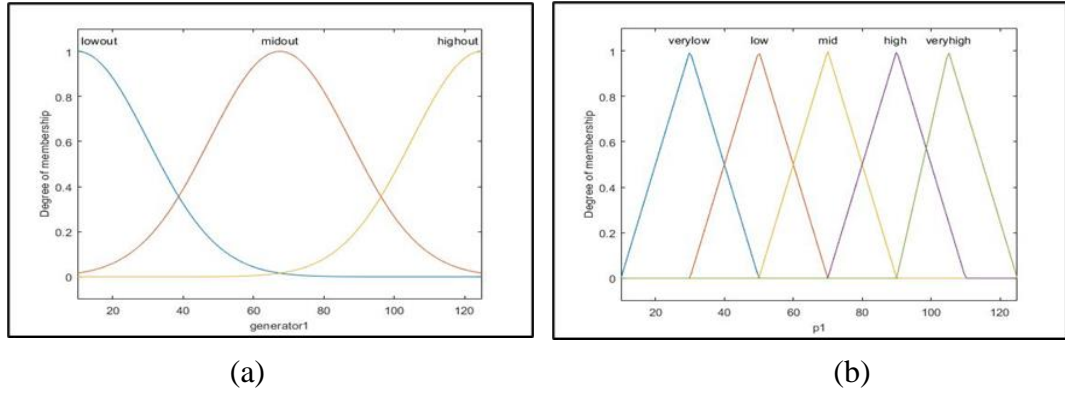 lowout midout highout
1
0.8
0.6
0.4
0.2
0
Degree of membership
20 40 60 80 100 120
generator1
(a)
verylow low mid high veryhigh
1
0.8
0.6
0.4
0.2
0
Degree of membership
20 40 60 80 100 120
p1
(b)